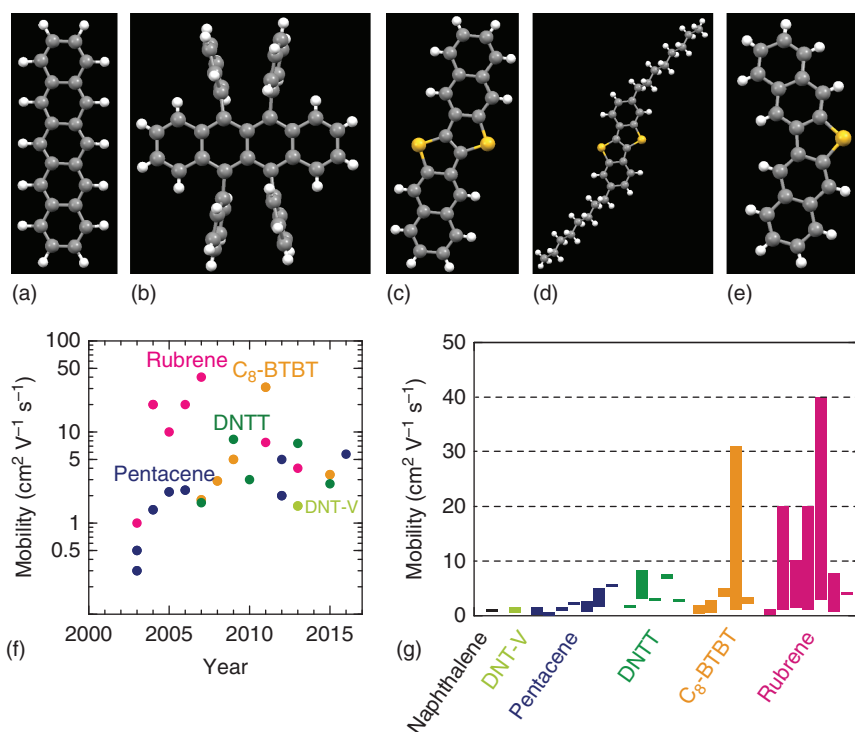 (a)
(b)
(c)
(d)
(e)
Mobility (cm² V⁻¹ s⁻¹)
100
50
10
5
1
0.5
Rubrene
C₈-BTBT
DNTT
Pentacene
DNT-V
2000
2005
2010
2015
Year
(f)
Mobility (cm² V⁻¹ s⁻¹)
50
40
30
20
10
0
Naphthalene
DNT-V
Pentacene
DNTT
C₈-BTBT
Rubrene
(g)